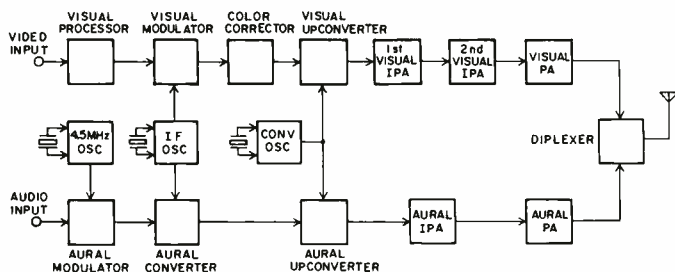 VISUAL
PROCESSOR
VISUAL
MODULATOR
COLOR
CORRECTOR
VISUAL
UPCONVERTER
VIDEO
INPUT
1st
VISUAL
IPA
2nd
VISUAL
IPA
VISUAL
PA
4.5MHz
OSC
IF
OSC
CONV
OSC
DIPLEXER
AUDIO
INPUT
AURAL
MODULATOR
AURAL
CONVERTER
AURAL
UPCONVERTER
AURAL
IPA
AURAL
PA